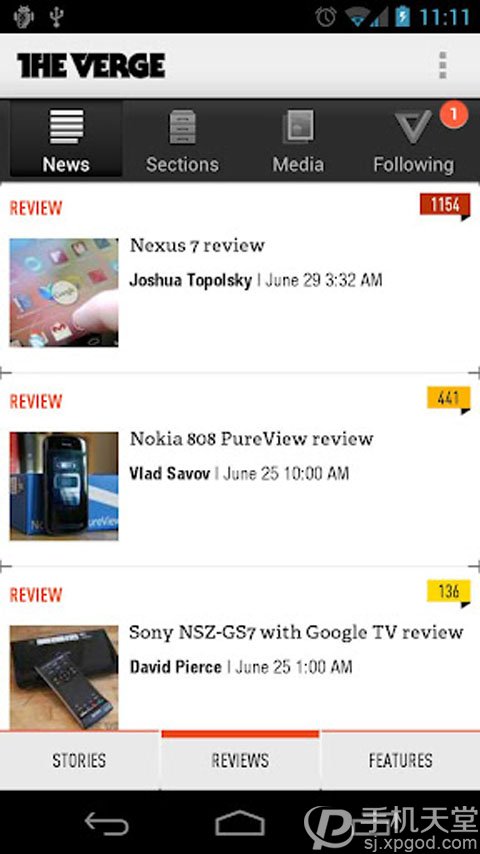 11:11
THE VERGE
1
News Sections Media Following
REVIEW 1154
Nexus 7 review
Joshua Topolsky | June 29 3:32 AM
REVIEW 441
Nokia 808 PureView review
Vlad Savov | June 25 10:00 AM
REVIEW 136
Sony NSZ-GS7 with Google TV review
David Pierce | June 25 1:00 AM
STORIES REVIEWS FEATURES
手机天堂
sj.xpgod.com